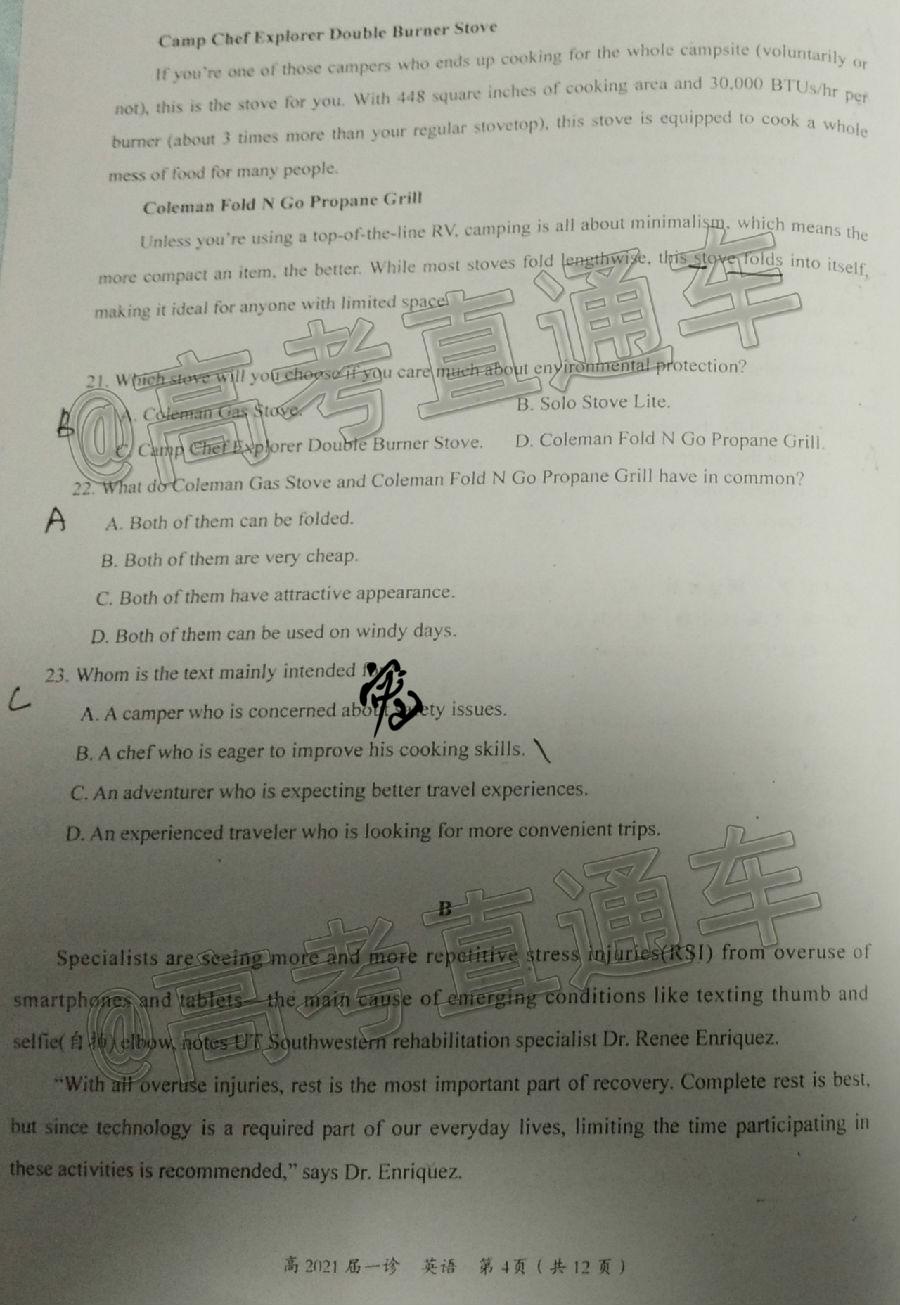 Camp Chef Explorer Double Burner Stove
If you're one of those campers who ends up cooking for the whole campsite (voluntarily or
not), this is the stove for you. With 448 square inches of cooking area and 30,000 BTUs/hr per
burner (about 3 times more than your regular stovetop), this stove is equipped to cook a whole
mess of food for many people.
Coleman Fold N Go Propane Grill
Unless you're using a top-of-the-line RV, camping is all about minimalism, which means the
more compact an item, the better. While most stoves fold lengthwise, this stove folds into itself,
making it ideal for anyone with limited space.
@高考直通车
21. Which stove will you choose if you care much about environmental protection?
B
A. Coleman Gas Stove.
B. Solo Stove Lite.
C. Camp Chef Explorer Double Burner Stove.
D. Coleman Fold N Go Propane Grill.
22. What do Coleman Gas Stove and Coleman Fold N Go Propane Grill have in common?
A
A. Both of them can be folded.
B. Both of them are very cheap.
C. Both of them have attractive appearance.
D. Both of them can be used on windy days.
23. Whom is the text mainly intended
C
A. A camper who is concerned about safety issues.
B. A chef who is eager to improve his cooking skills.
C. An adventurer who is expecting better travel experiences.
D. An experienced traveler who is looking for more convenient trips.
B
@高考直通车
Specialists are seeing more and more repetitive stress injuries(RSI) from overuse of
smartphones and tablets—the main cause of emerging conditions like texting thumb and
selfie(自拍) elbow, notes UT Southwestern rehabilitation specialist Dr. Renee Enriquez.
"With all overuse injuries, rest is the most important part of recovery. Complete rest is best,
but since technology is a required part of our everyday lives, limiting the time participating in
these activities is recommended," says Dr. Enriquez.
高 2021 届一诊 英语 第 4页 ( 共 12 页 )